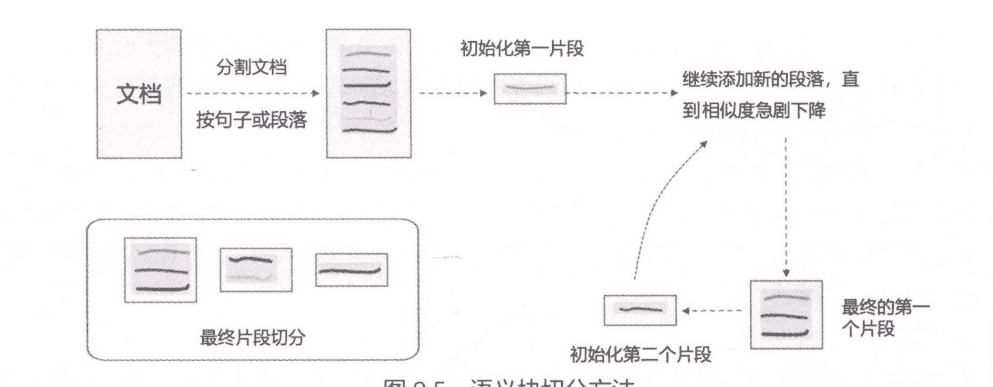 文档
分割文档
按句子或段落
初始化第一片段
继续添加新的段落，直
到相似度急剧下降
最终的第一
个片段
初始化第二个片段
最终片段切分